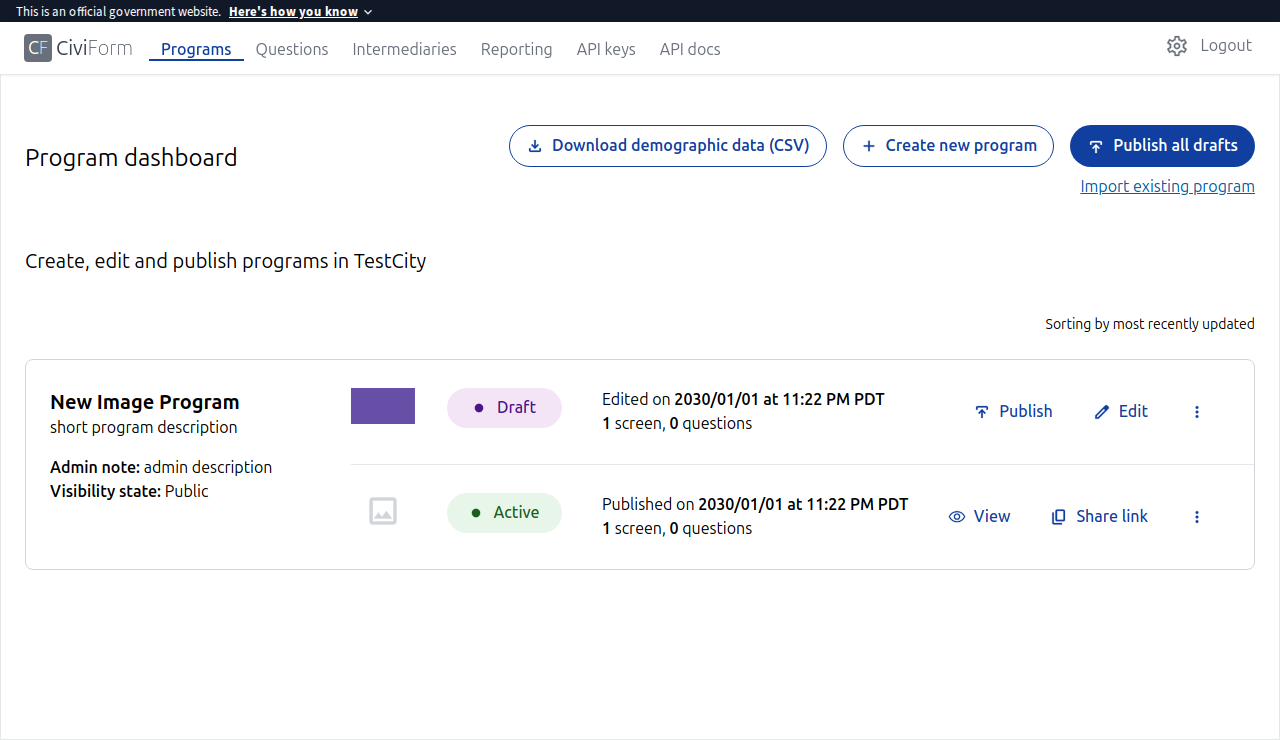 This is an official government website. Here's how you know
CF CiviForm Programs Questions Intermediaries Reporting API keys API docs Logout
Program dashboard
Download demographic data (CSV) Create new program Publish all drafts
Import existing program
Create, edit and publish programs in TestCity
Sorting by most recently updated
New Image Program
short program description
Admin note: admin description
Visibility state: Public
Draft
Edited on 2030/01/01 at 11:22 PM PDT
1 screen, 0 questions
Publish Edit
Active
Published on 2030/01/01 at 11:22 PM PDT
1 screen, 0 questions
View Share link